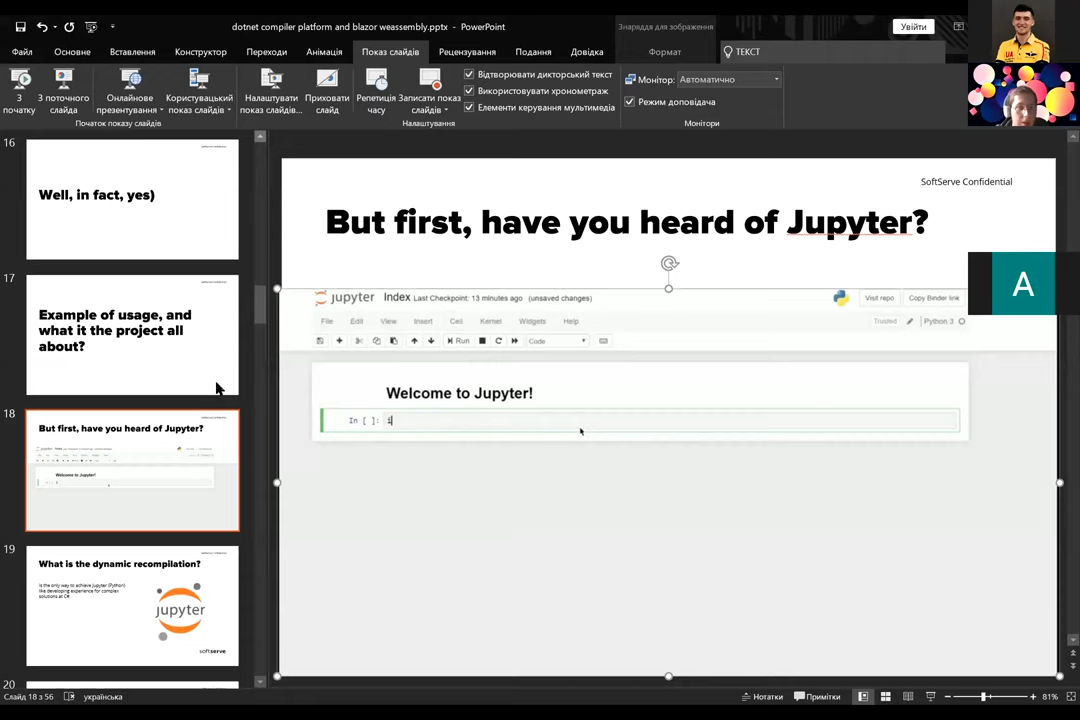 dotnet compiler platform and blazor weassembly.pptx - PowerPoint
Знаряддя для зображення
Увійти
Файл Основне Вставлення Конструктор Переходи Анімація Показ слайдів Рецензування Подання Довідка Формат ТЕКСТ
З початку
З поточного слайда
Онлайнове презентування
Користувацький показ слайдів
Початок показу слайдів
Налаштувати показ слайдів
Приховати слайд
Репетиція часу
Записати показ слайдів
Відтворювати дикторський текст
Використовувати хронометраж
Елементи керування мультимедіа
Налаштування
Монітор: Автоматично
Режим доповідача
Монітори
UA
16
Well, in fact, yes)
17
Example of usage, and
what it the project all
about?
18
But first, have you heard of Jupyter?
Welcome to Jupyter!
19
What is the dynamic recompilation?
Is the only way to achieve Jupyter (Python)
like developing experience for complex
solutions at C#
jupyter
softserve
20
SoftServe Confidential
But first, have you heard of Jupyter?
jupyter Index Last Checkpoint: 13 minutes ago (unsaved changes)
Visit repo Copy Binder link
File Edit View Insert Cell Kernel Widgets Help
Trusted Python 3
Run Code
Welcome to Jupyter!
In [ ]: i
A
Слайд 18 з 56 українська
Нотатки Примітки 81%